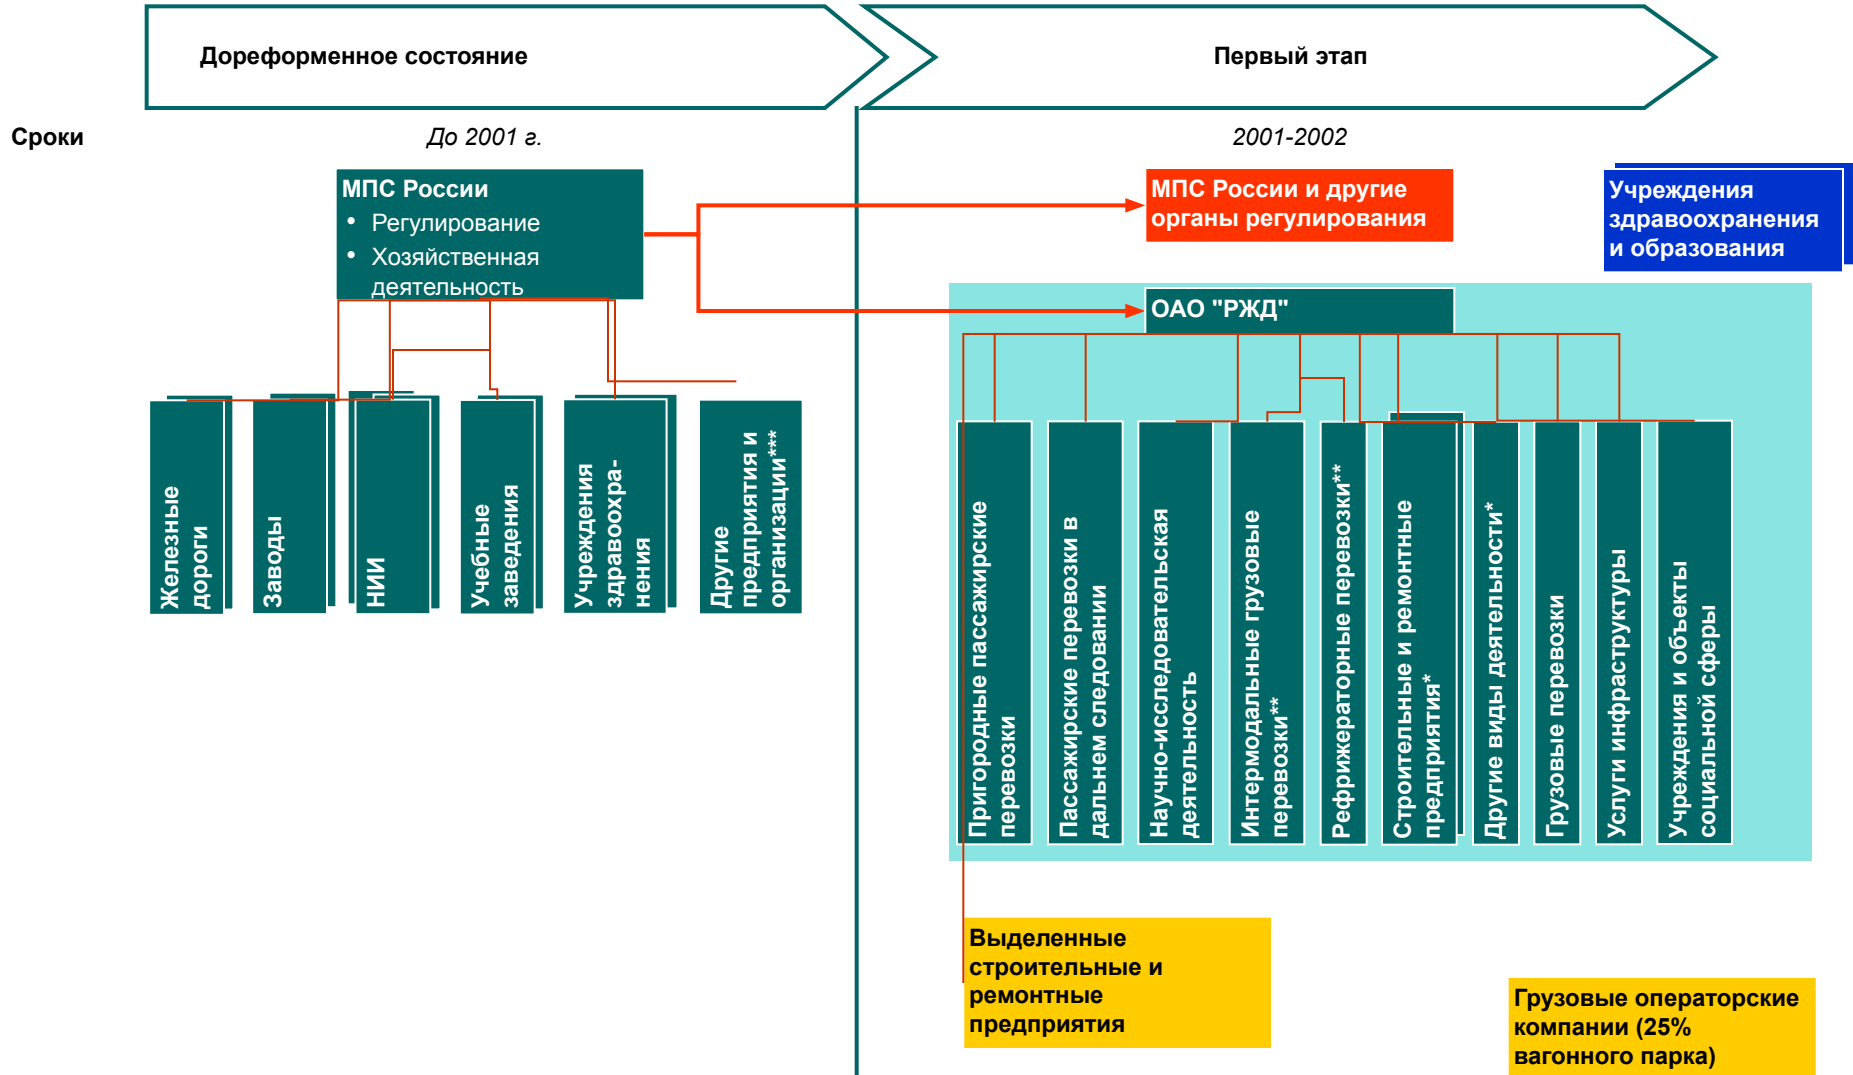 Дореформенное состояние
Первый этап
Сроки
До 2001 г.
2001-2002
МПС России
• Регулирование
• Хозяйственная
деятельность
МПС России и другие
органы регулирования
Учреждения
здравоохранения
и образования
ОАО "РЖД"
Железные
дороги
Заводы
НИИ
Учебные
заведения
Учреждения
здравоохра-
нения
Другие
предприятия и
организации***
Пригородные пассажирские
перевозки
Пассажирские перевозки в
дальнем следовании
Научно-исследовательская
деятельность
Интермодальные грузовые
перевозки**
Рефрижераторные перевозки**
Строительные и ремонтные
предприятия*
Другие виды деятельности*
Грузовые перевозки
Услуги инфраструктуры
Учреждения и объекты
социальной сферы
Выделенные
строительные и
ремонтные
предприятия
Грузовые операторские
компании (25%
вагонного парка)